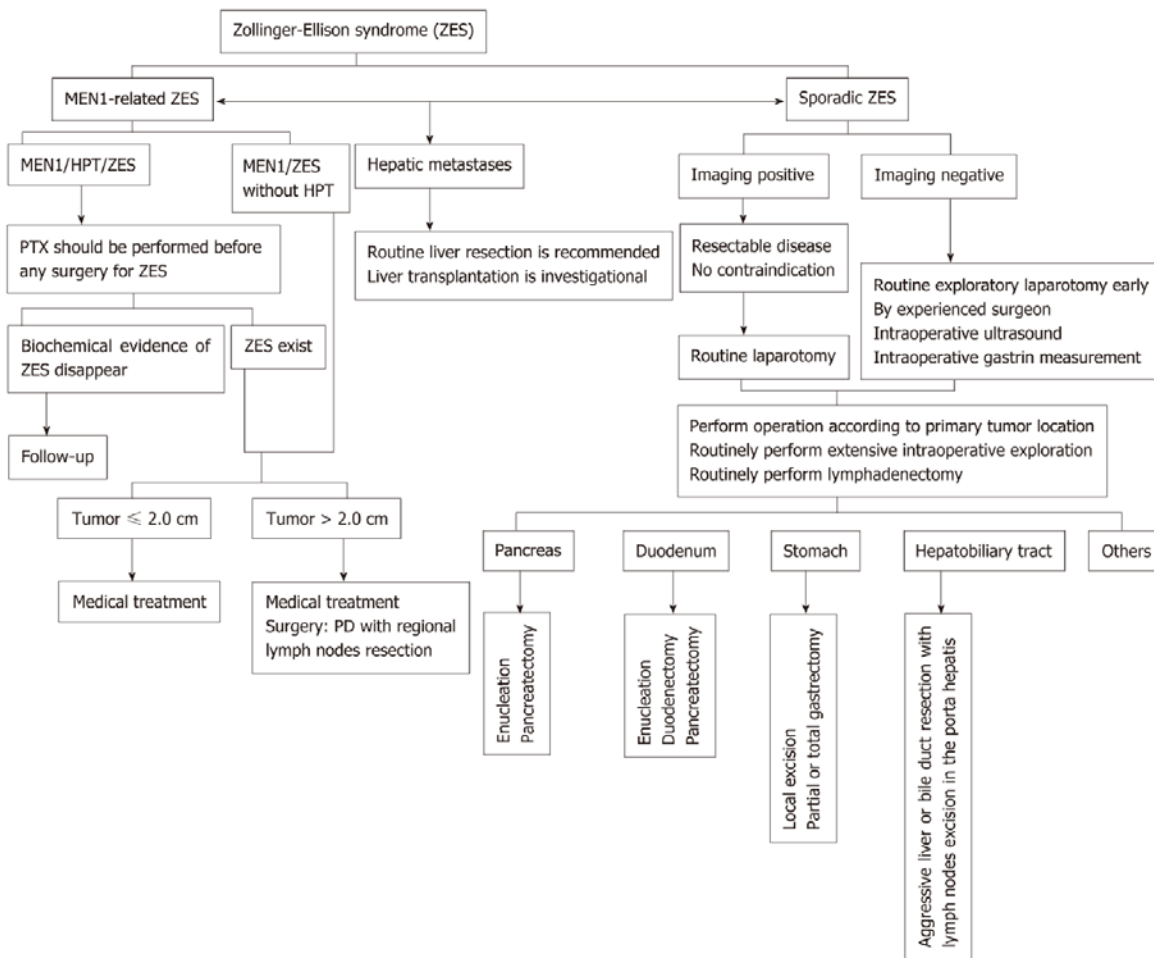 Zollinger-Ellison syndrome (ZES)
MEN1-related ZES
Sporadic ZES
MEN1/HPT/ZES
MEN1/ZES
without HPT
Hepatic metastases
Imaging positive
Imaging negative
PTX should be performed before
any surgery for ZES
Routine liver resection is recommended
Liver transplantation is investigational
Resectable disease
No contraindication
Routine exploratory laparotomy early
By experienced surgeon
Intraoperative ultrasound
Intraoperative gastrin measurement
Biochemical evidence of
ZES disappear
ZES exist
Routine laparotomy
Follow-up
Perform operation according to primary tumor location
Routinely perform extensive intraoperative exploration
Routinely perform lymphadenectomy
Tumor ⩽ 2.0 cm
Tumor > 2.0 cm
Pancreas
Duodenum
Stomach
Hepatobiliary tract
Others
Medical treatment
Medical treatment
Surgery: PD with regional
lymph nodes resection
Enucleation
Pancreatectomy
Enucleation
Duodenectomy
Pancreatectomy
Local excision
Partial or total gastrectomy
Aggressive liver or bile duct resection with
lymph nodes excision in the porta hepatis